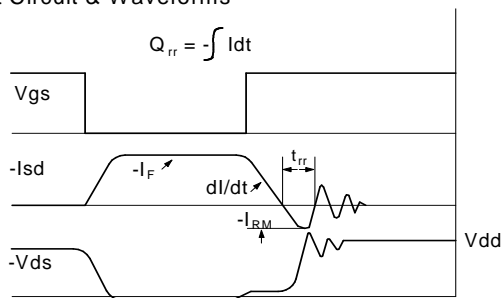 Circuit & Waveforms
Q rr = - ∫ Idt
Vgs
t rr
-Isd
-I F
dI/dt
-I RM
Vdd
-Vds